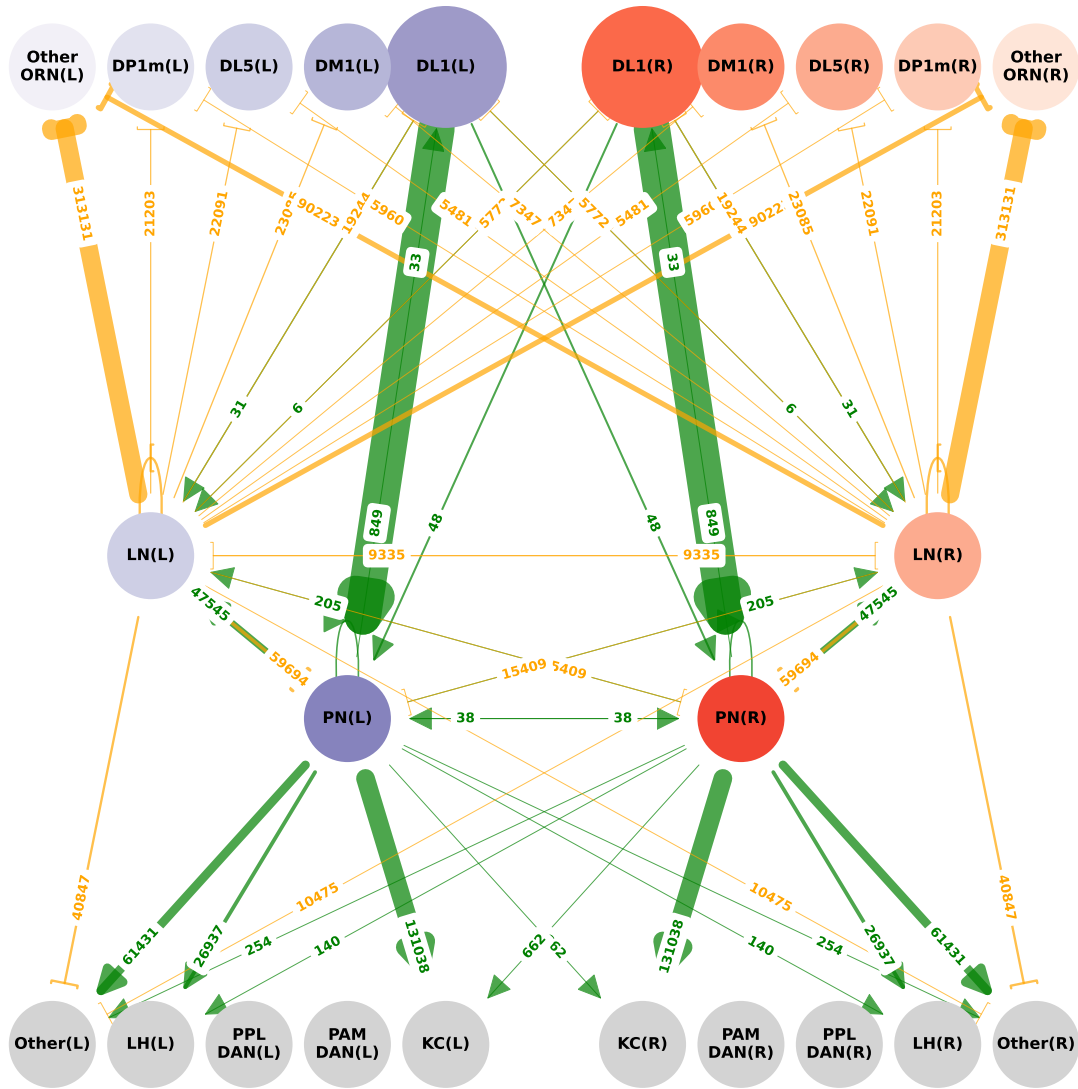 Other
ORN(L)
DP1m(L)
DL5(L)
DM1(L)
DL1(L)
DL1(R)
DM1(R)
DL5(R)
DP1m(R)
Other
ORN(R)
313131
21203
22091
19244
90223
5960
5481
7347
5772
5481
19244
23085
22091
21203
313131
33
33
31
6
6
31
849
48
48
849
LN(L)
9335
9335
LN(R)
47545
205
205
47545
59694
15409
59694
PN(L)
38
38
PN(R)
40847
10475
10475
40847
61431
26937
254
140
131038
662
131038
140
254
26937
61431
Other(L)
LH(L)
PPL
DAN(L)
PAM
DAN(L)
KC(L)
KC(R)
PAM
DAN(R)
PPL
DAN(R)
LH(R)
Other(R)